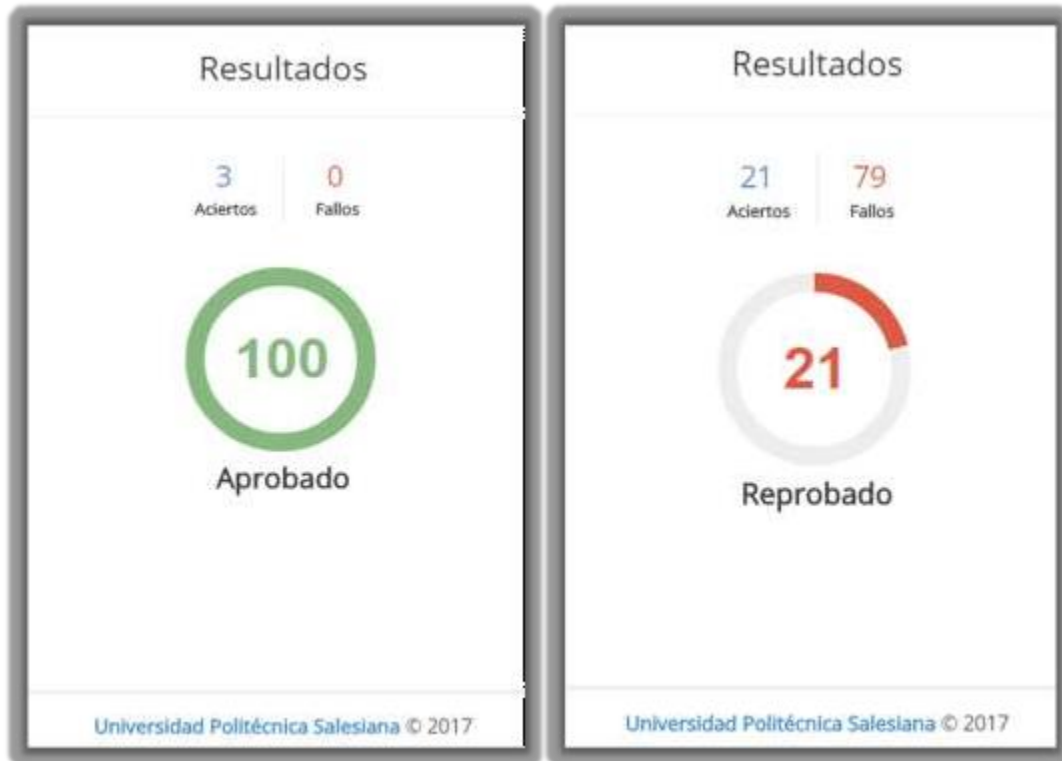 Resultados
3 0
Aciertos Fallos
100
Aprobado
Universidad Politécnica Salesiana © 2017
Resultados
21 79
Aciertos Fallos
21
Reprobado
Universidad Politécnica Salesiana © 2017